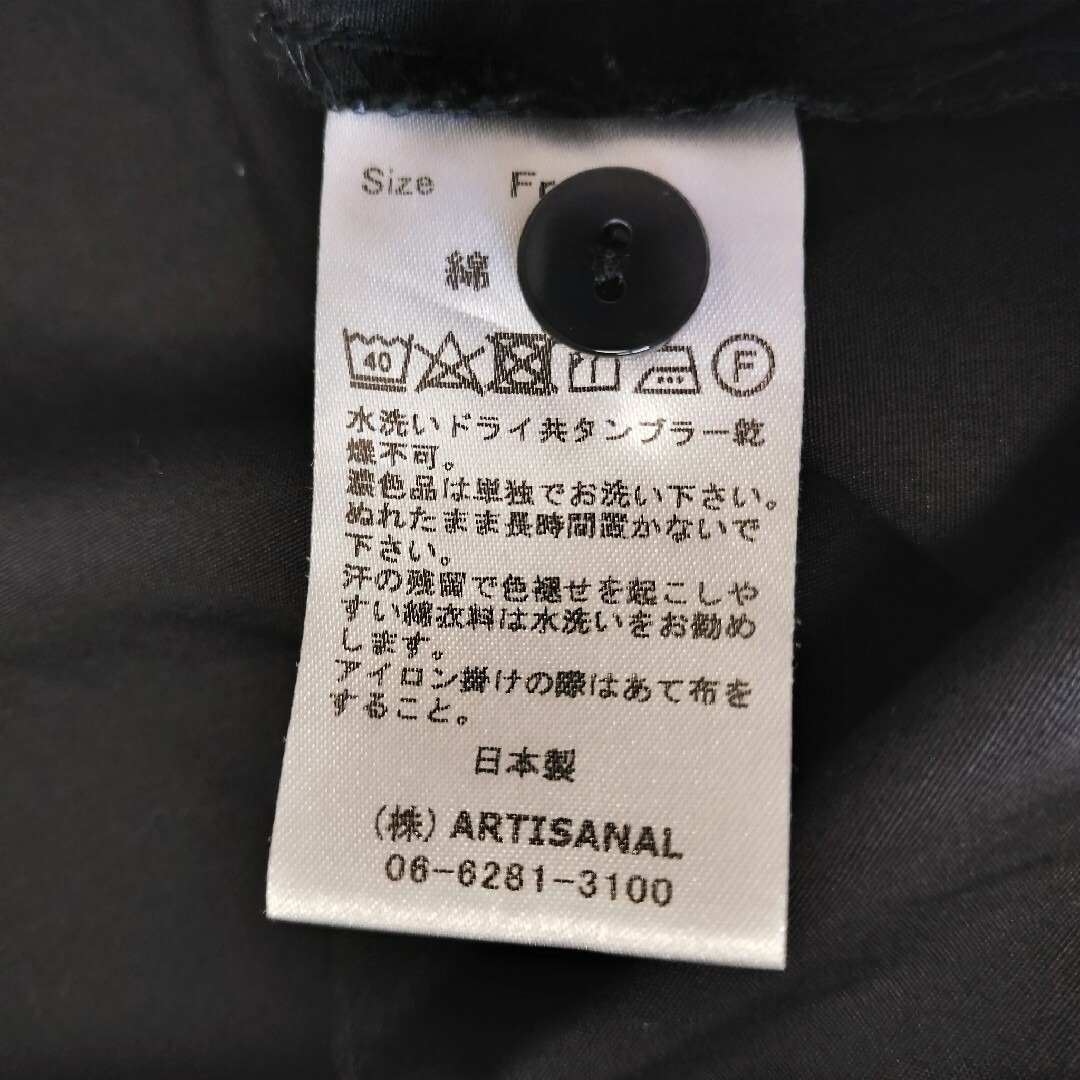 Size
綿
40
F
水洗いドライ共タンブラー乾
燥不可。
濃色品は単独でお洗い下さい。
ぬれたまま長時間置かないで
下さい。
汗の残留で色褪せを起こしや
すい綿衣料は水洗いをお勧め
します。
アイロン掛けの際はあて布を
すること。
日本製
(株) ARTISANAL
06-6281-3100